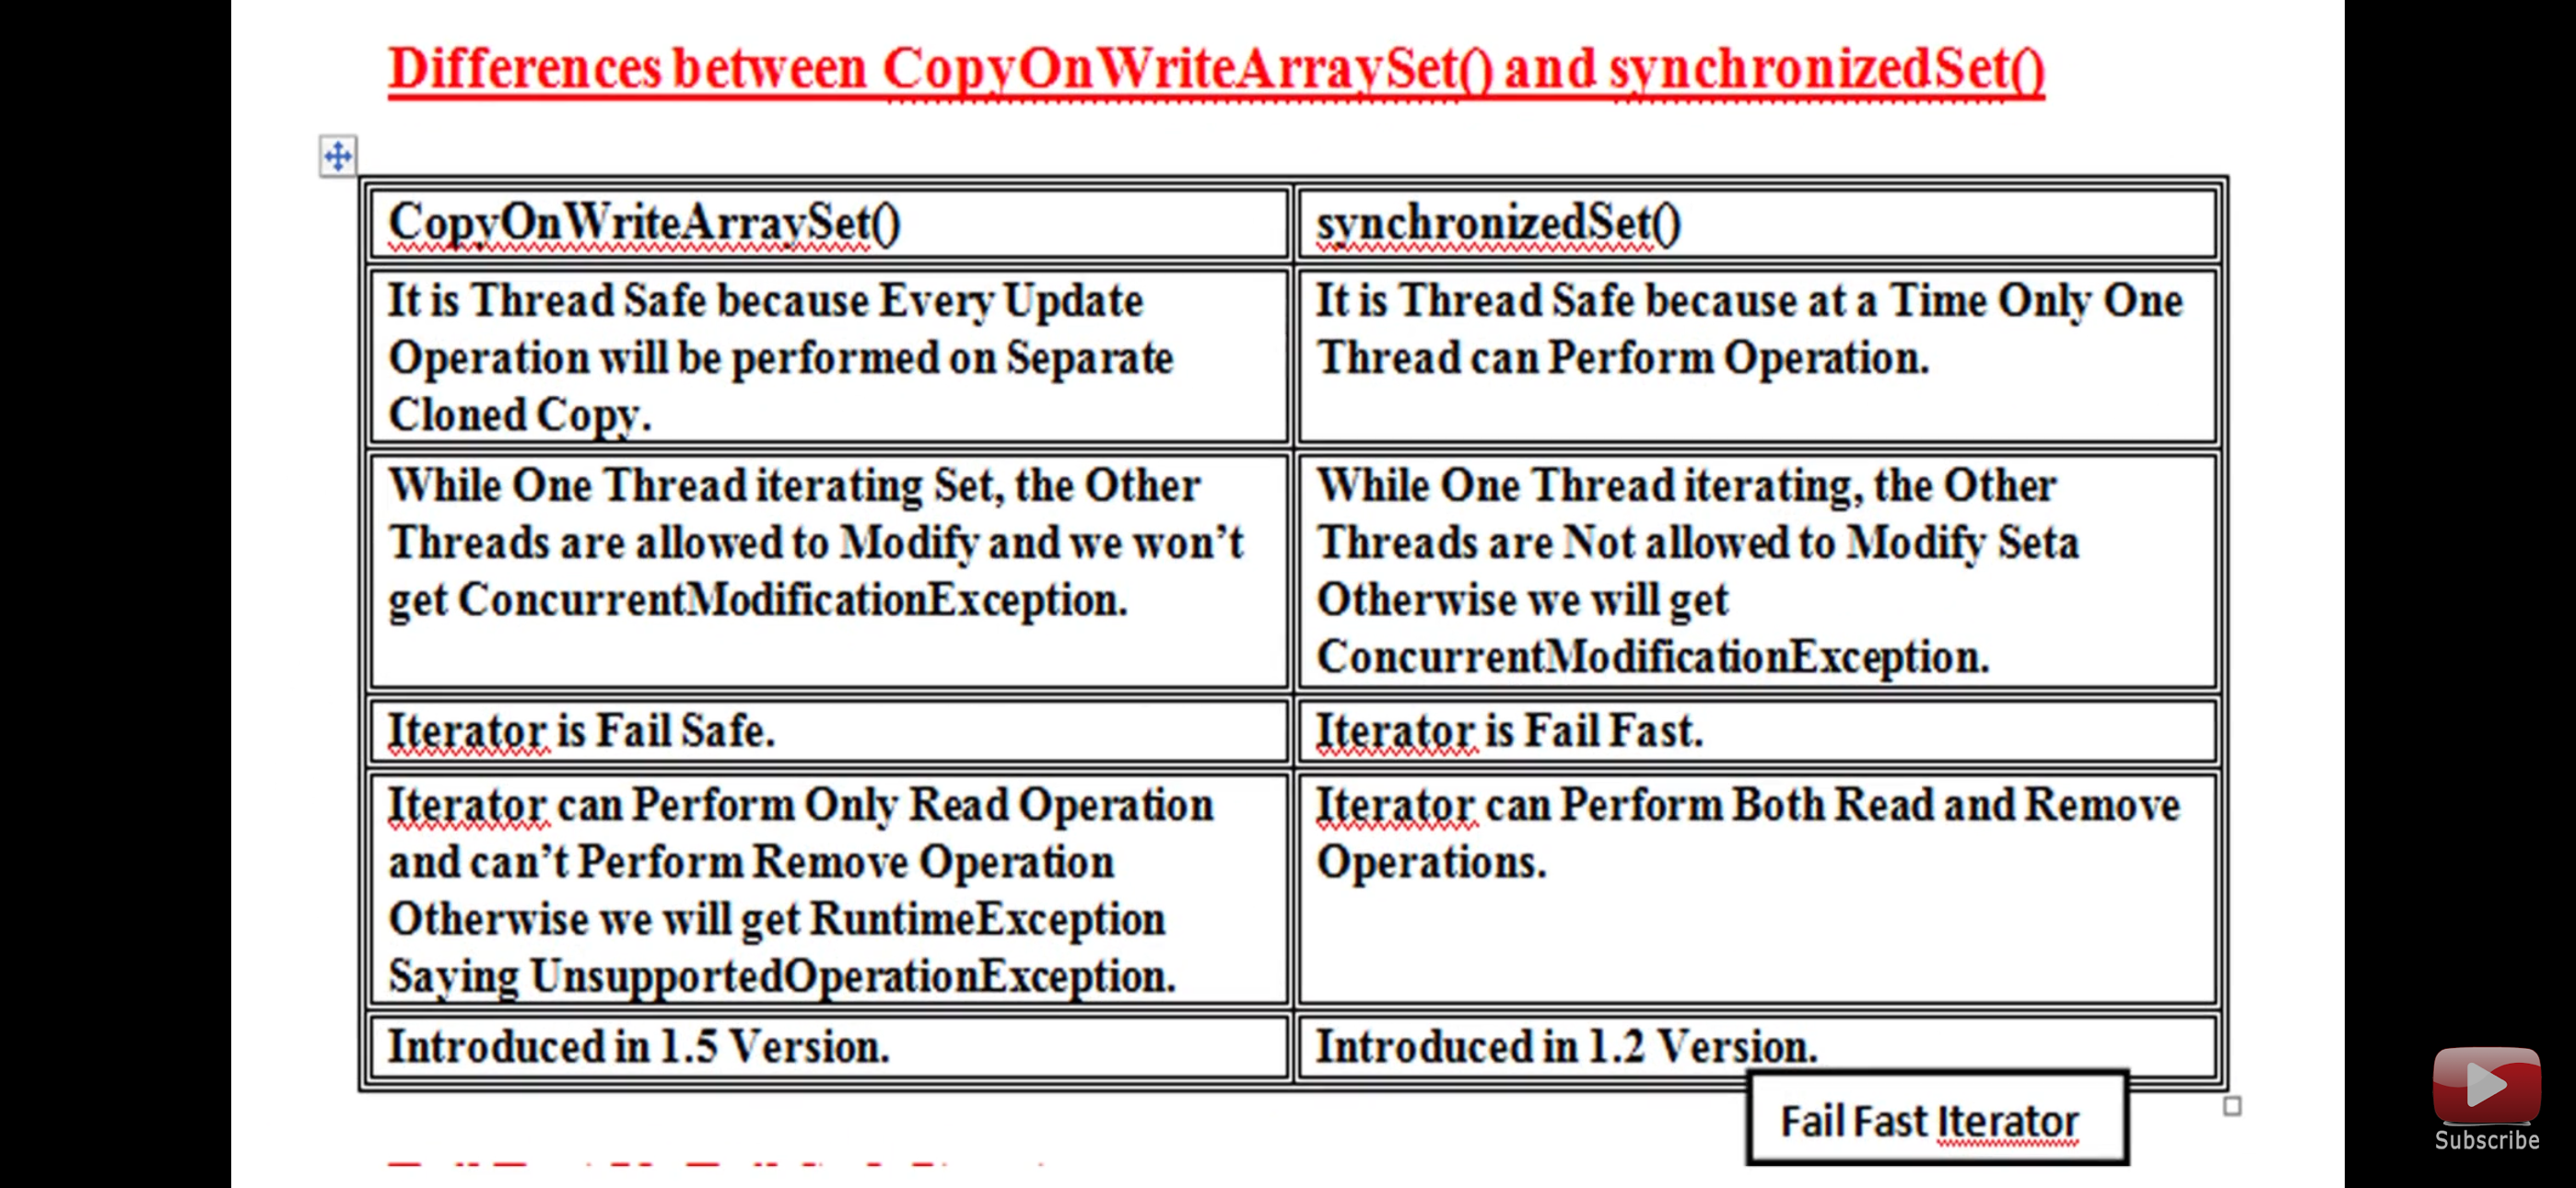 Differences between CopyOnWriteArraySet() and synchronizedSet()
CopyOnWriteArraySet()
synchronizedSet()
It is Thread Safe because Every Update
Operation will be performed on Separate
Cloned Copy.
It is Thread Safe because at a Time Only One
Thread can Perform Operation.
While One Thread iterating Set, the Other
Threads are allowed to Modify and we won't
get ConcurrentModificationException.
While One Thread iterating, the Other
Threads are Not allowed to Modify Seta
Otherwise we will get
ConcurrentModificationException.
Iterator is Fail Safe.
Iterator is Fail Fast.
Iterator can Perform Only Read Operation
and can't Perform Remove Operation
Otherwise we will get RuntimeException
Saying UnsupportedOperationException.
Iterator can Perform Both Read and Remove
Operations.
Introduced in 1.5 Version.
Introduced in 1.2 Version.
Fail Fast Iterator
Subscribe